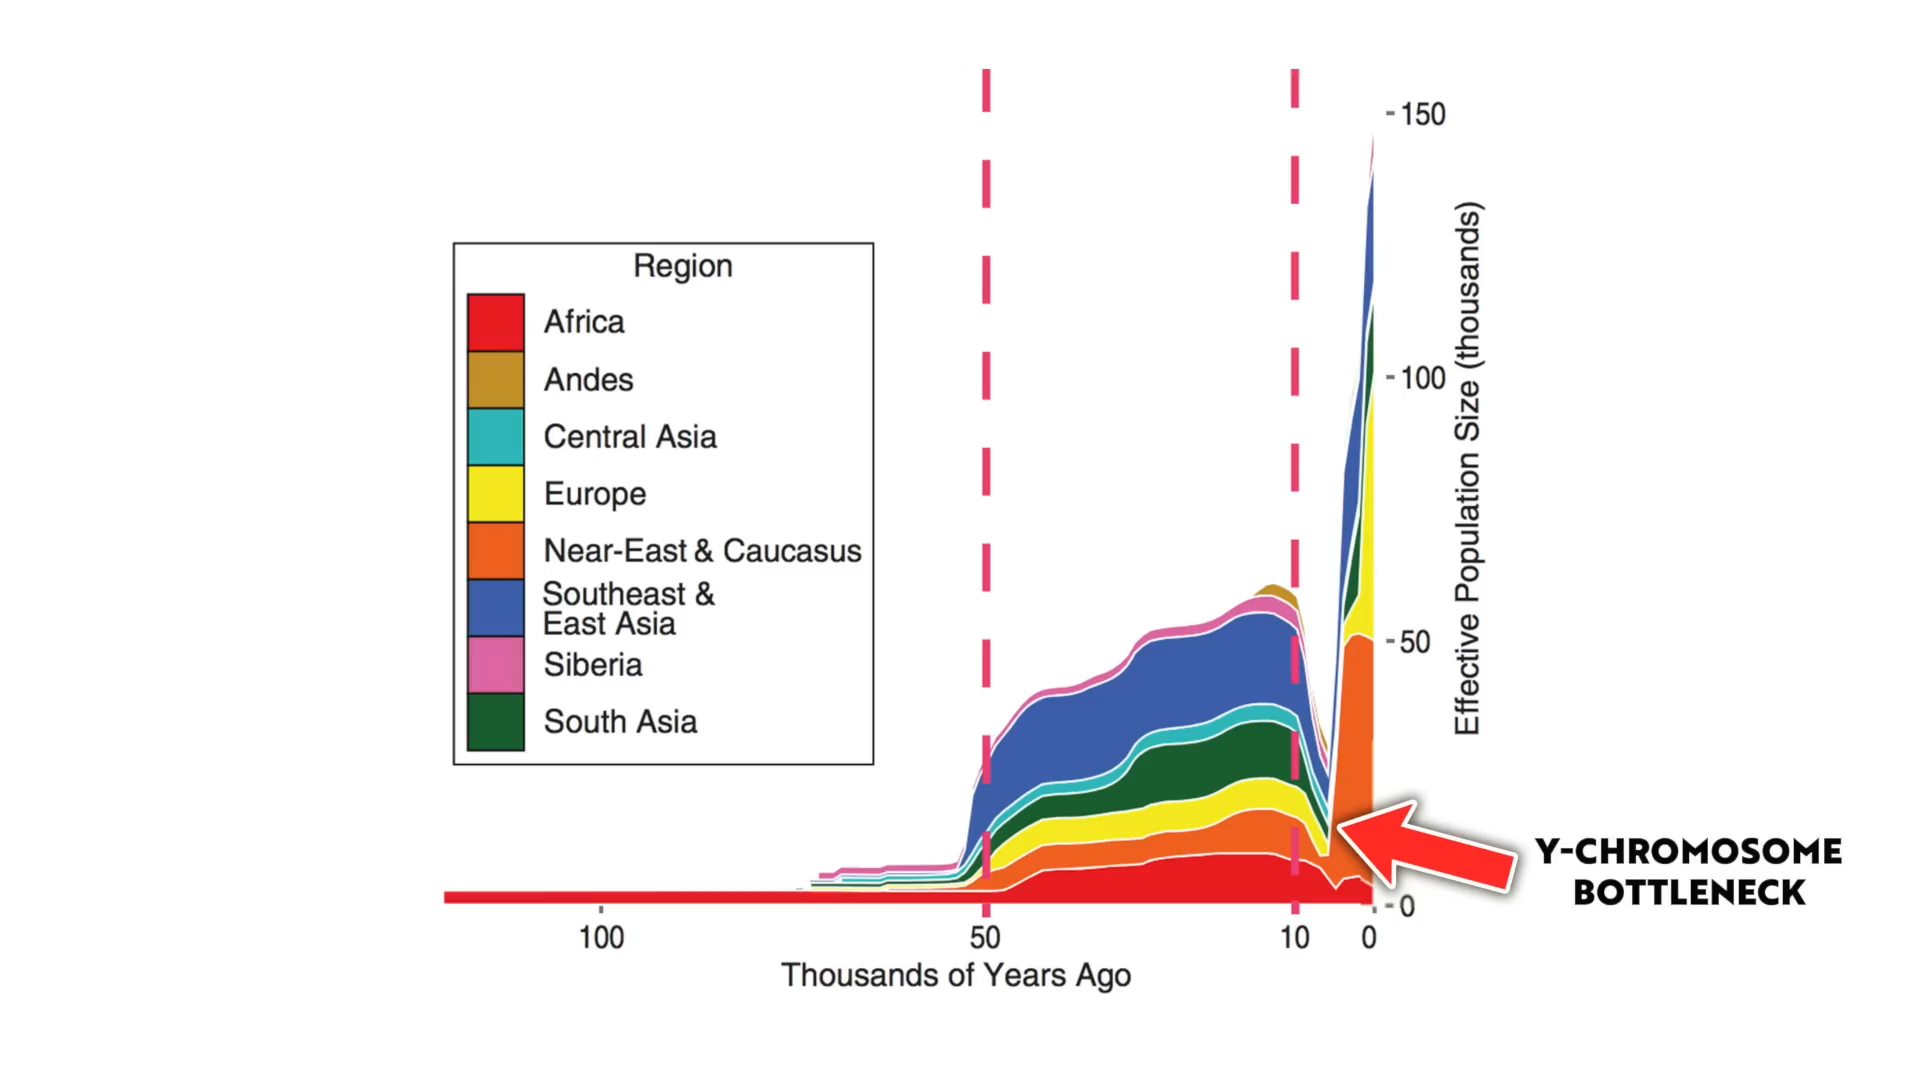 Region
Africa
Andes
Central Asia
Europe
Near-East & Caucasus
Southeast &
East Asia
Siberia
South Asia
150
100
50
0
Effective Population Size (thousands)
Y-CHROMOSOME
BOTTLENECK
100
50
10
0
Thousands of Years Ago